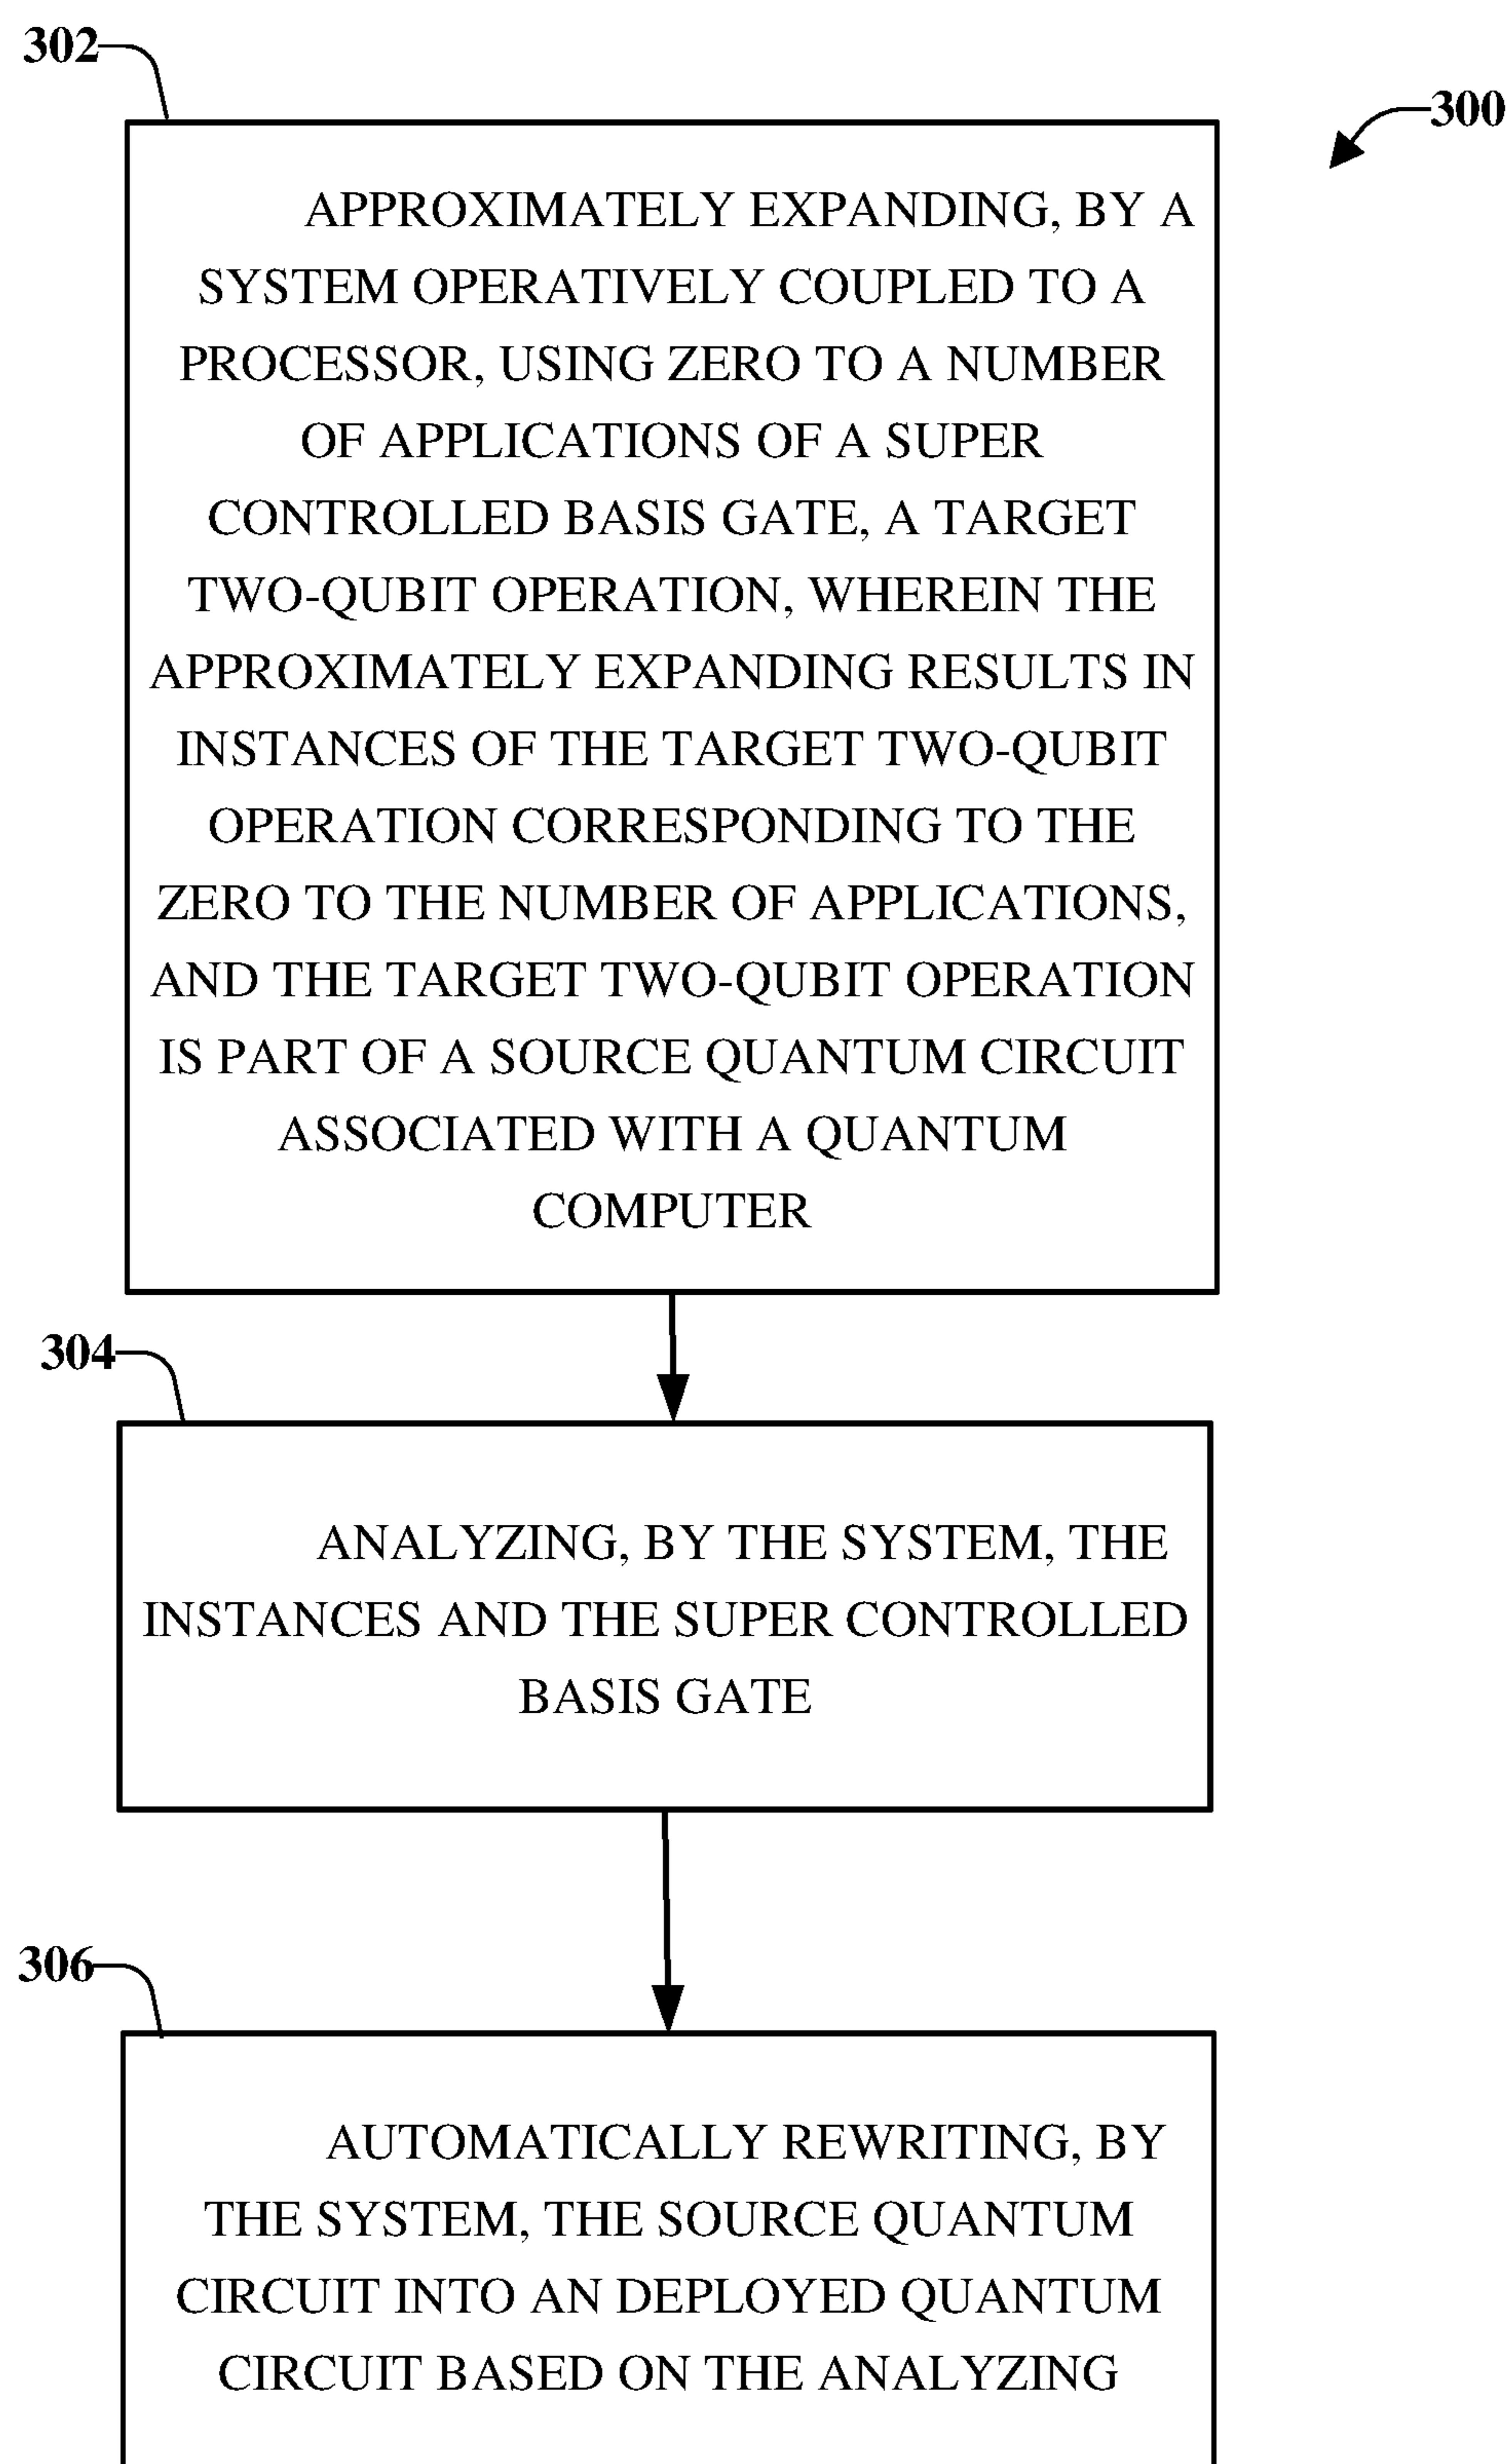 302
300
APPROXIMATELY EXPANDING, BY A
SYSTEM OPERATIVELY COUPLED TO A
PROCESSOR, USING ZERO TO A NUMBER
OF APPLICATIONS OF A SUPER
CONTROLLED BASIS GATE, A TARGET
TWO-QUBIT OPERATION, WHEREIN THE
APPROXIMATELY EXPANDING RESULTS IN
INSTANCES OF THE TARGET TWO-QUBIT
OPERATION CORRESPONDING TO THE
ZERO TO THE NUMBER OF APPLICATIONS,
AND THE TARGET TWO-QUBIT OPERATION
IS PART OF A SOURCE QUANTUM CIRCUIT
ASSOCIATED WITH A QUANTUM
COMPUTER
304
ANALYZING, BY THE SYSTEM, THE
INSTANCES AND THE SUPER CONTROLLED
BASIS GATE
306
AUTOMATICALLY REWRITING, BY
THE SYSTEM, THE SOURCE QUANTUM
CIRCUIT INTO AN DEPLOYED QUANTUM
CIRCUIT BASED ON THE ANALYZING